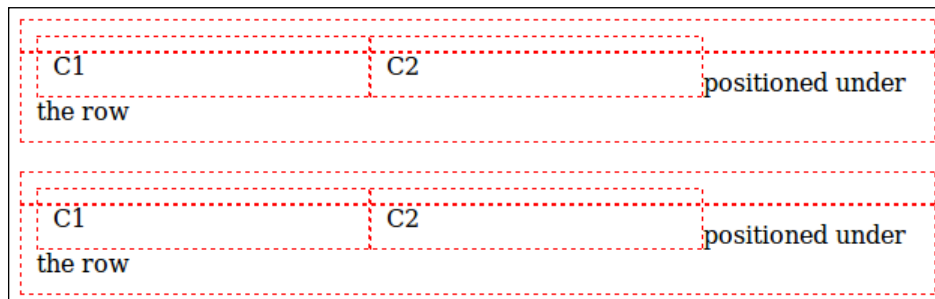 C1 C2
positioned under
the row
C1 C2
positioned under
the row